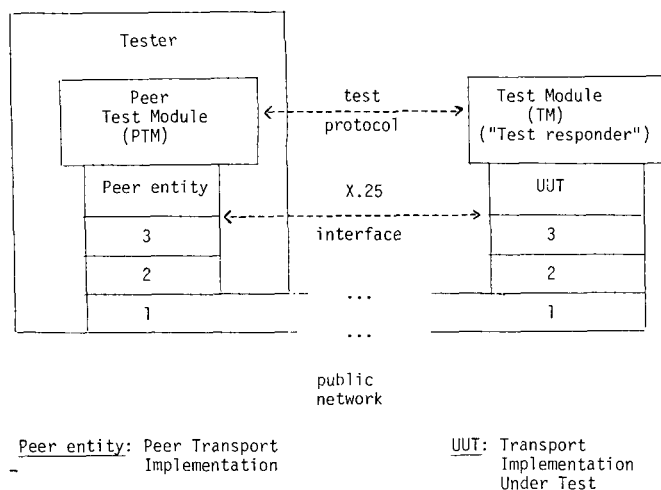 Tester
Peer
Test Module
(PTM)
test
protocol
Test Module
(TM)
("Test responder")
Peer entity
X.25
UUT
interface
3
3
2
2
...
1
1
...
public
network
Peer entity: Peer Transport
Implementation
UUT: Transport
Implementation
Under Test